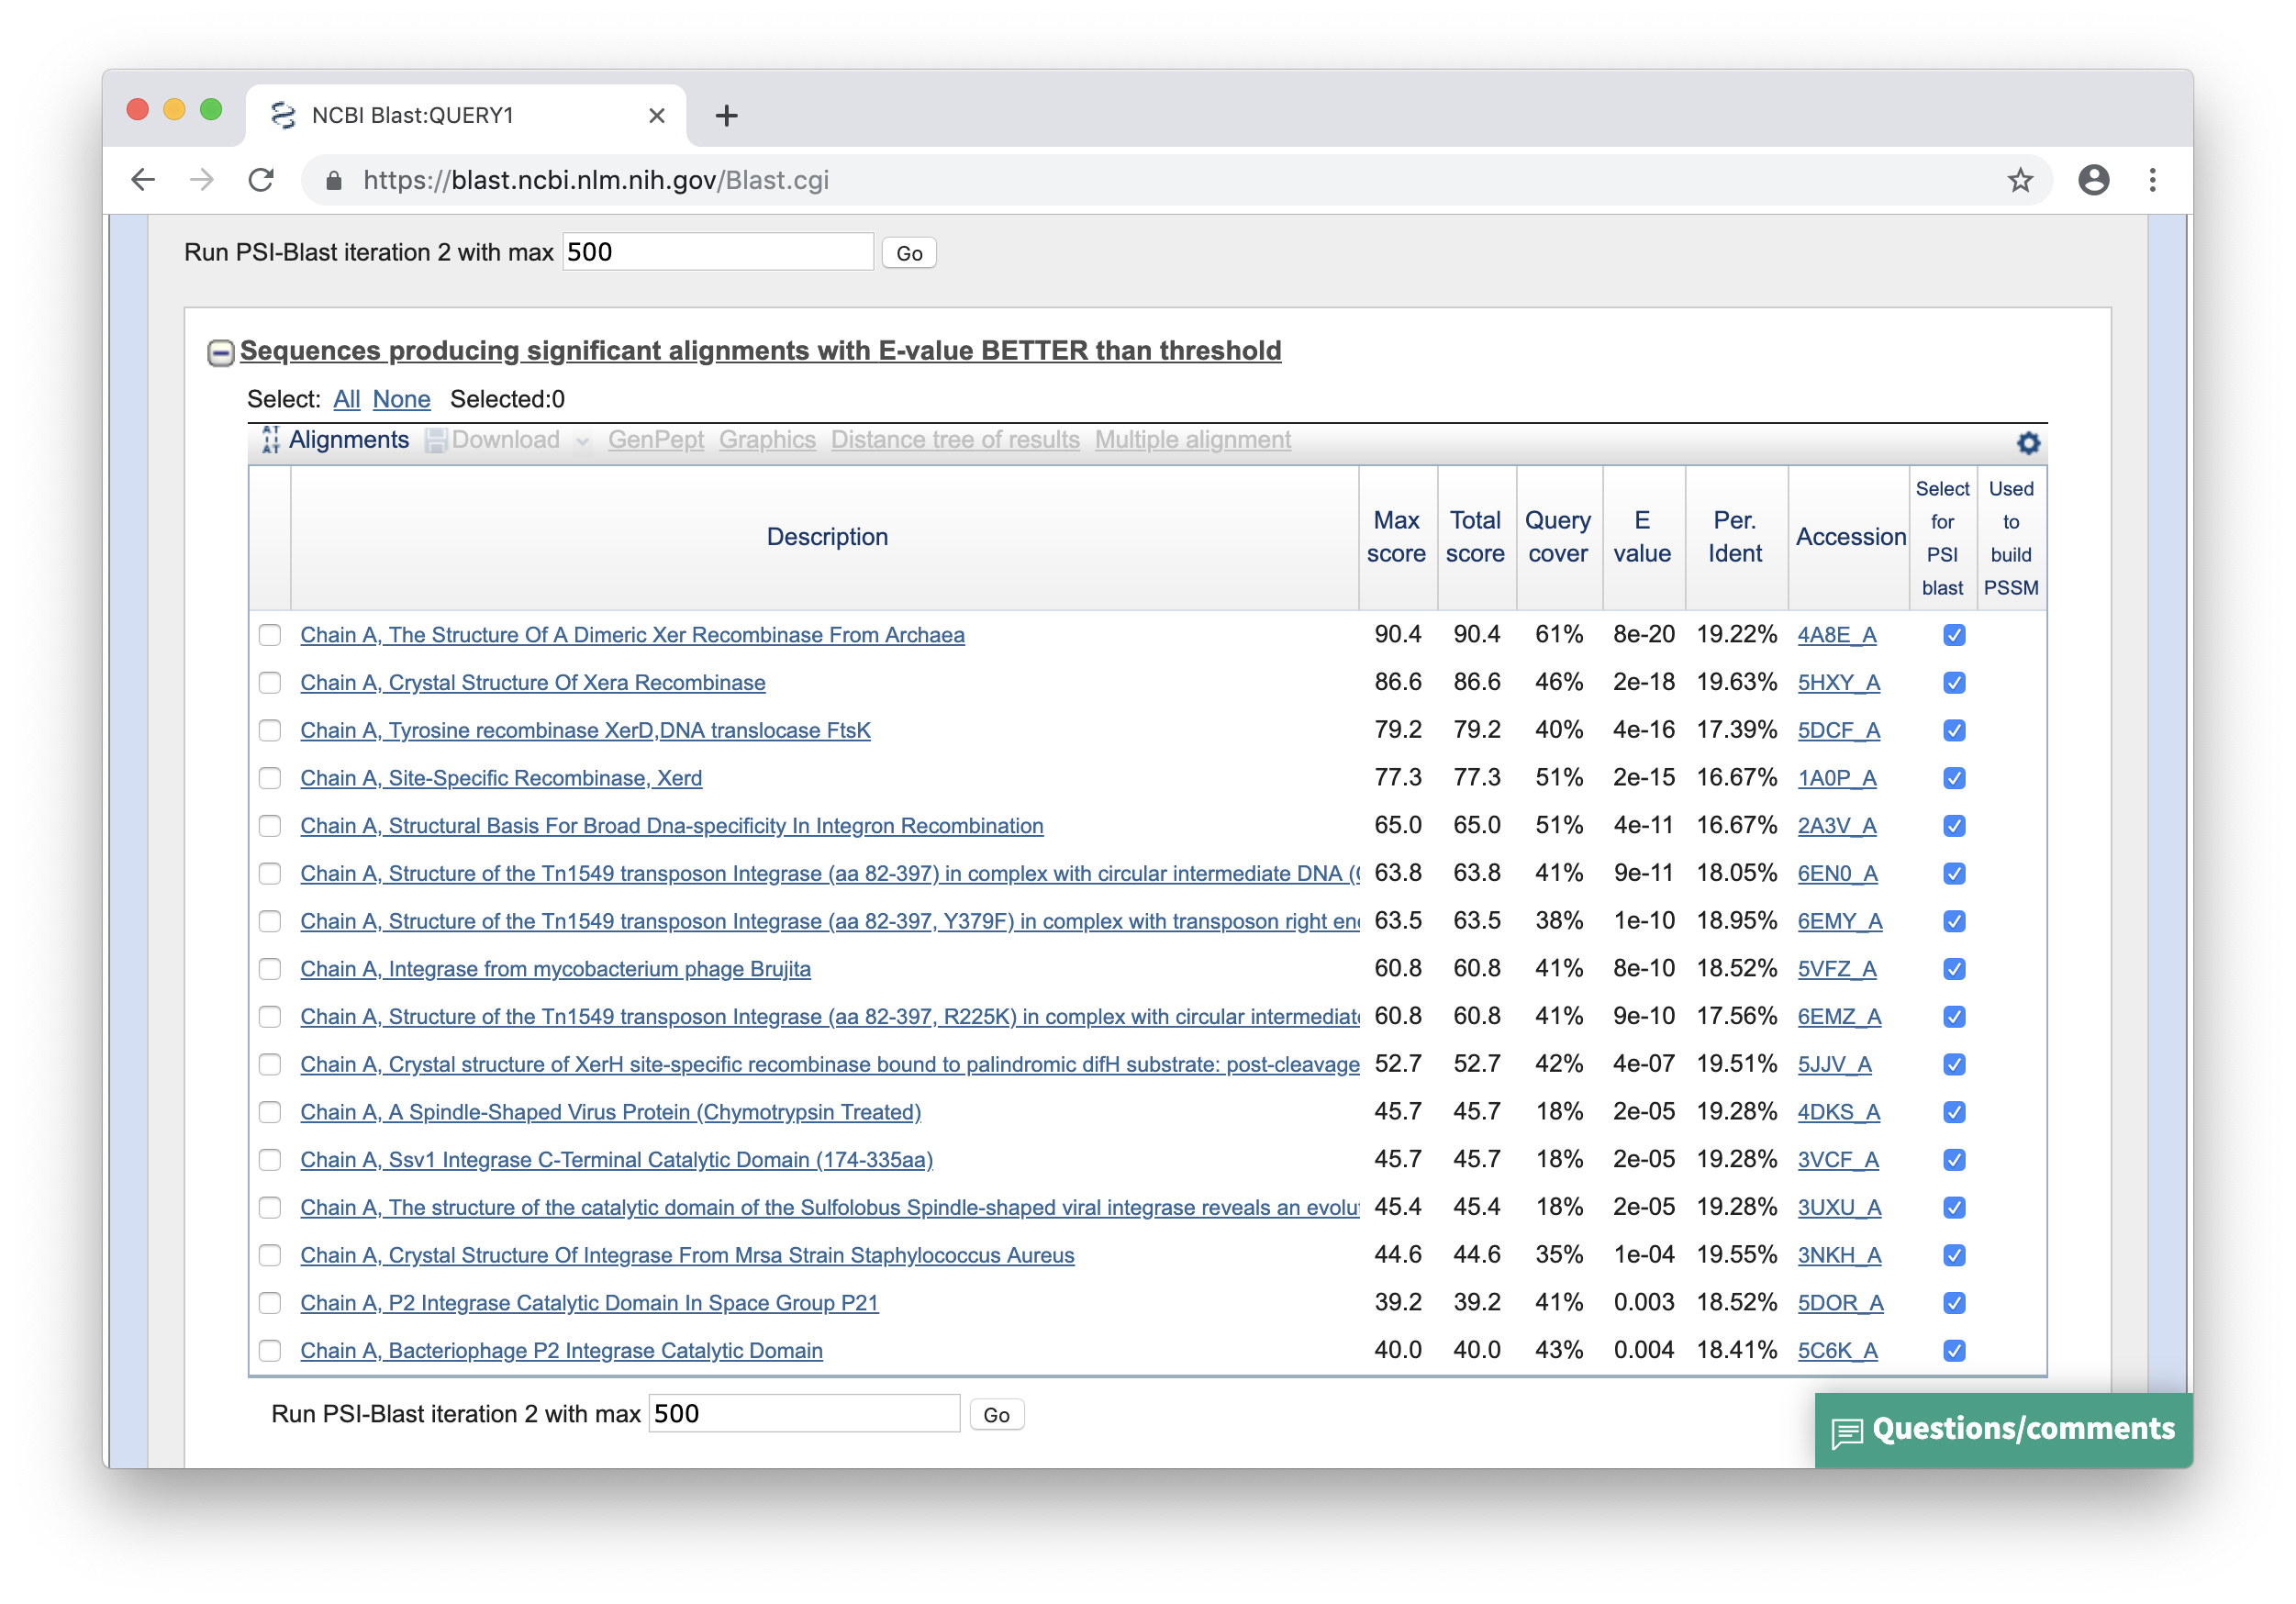 NCBI Blast:QUERY1
https://blast.ncbi.nlm.nih.gov/Blast.cgi
Run PSI-Blast iteration 2 with max 500 Go
Sequences producing significant alignments with E-value BETTER than threshold
Select: All None Selected:0
Alignments Download GenPept Graphics Distance tree of results Multiple alignment
Description Max score Total score Query cover E value Per. Ident Accession Select for PSI blast Used to build PSSM
Chain A, The Structure Of A Dimeric Xer Recombinase From Archaea 90.4 90.4 61% 8e-20 19.22% 4A8E_A
Chain A, Crystal Structure Of Xera Recombinase 86.6 86.6 46% 2e-18 19.63% 5HXY_A
Chain A, Tyrosine recombinase XerD,DNA translocase FtsK 79.2 79.2 40% 4e-16 17.39% 5DCF_A
Chain A, Site-Specific Recombinase, Xerd 77.3 77.3 51% 2e-15 16.67% 1A0P_A
Chain A, Structural Basis For Broad Dna-specificity In Integron Recombination 65.0 65.0 51% 4e-11 16.67% 2A3V_A
Chain A, Structure of the Tn1549 transposon Integrase (aa 82-397) in complex with circular intermediate DNA ( 63.8 63.8 41% 9e-11 18.05% 6EN0_A
Chain A, Structure of the Tn1549 transposon Integrase (aa 82-397, Y379F) in complex with transposon right en 63.5 63.5 38% 1e-10 18.95% 6EMY_A
Chain A, Integrase from mycobacterium phage Brujita 60.8 60.8 41% 8e-10 18.52% 5VFZ_A
Chain A, Structure of the Tn1549 transposon Integrase (aa 82-397, R225K) in complex with circular intermediate 60.8 60.8 41% 9e-10 17.56% 6EMZ_A
Chain A, Crystal structure of XerH site-specific recombinase bound to palindromic difH substrate: post-cleavage 52.7 52.7 42% 4e-07 19.51% 5JJV_A
Chain A, A Spindle-Shaped Virus Protein (Chymotrypsin Treated) 45.7 45.7 18% 2e-05 19.28% 4DKS_A
Chain A, Ssv1 Integrase C-Terminal Catalytic Domain (174-335aa) 45.7 45.7 18% 2e-05 19.28% 3VCF_A
Chain A, The structure of the catalytic domain of the Sulfolobus Spindle-shaped viral integrase reveals an evolu 45.4 45.4 18% 2e-05 19.28% 3UXU_A
Chain A, Crystal Structure Of Integrase From Mrsa Strain Staphylococcus Aureus 44.6 44.6 35% 1e-04 19.55% 3NKH_A
Chain A, P2 Integrase Catalytic Domain In Space Group P21 39.2 39.2 41% 0.003 18.52% 5DOR_A
Chain A, Bacteriophage P2 Integrase Catalytic Domain 40.0 40.0 43% 0.004 18.41% 5C6K_A
Run PSI-Blast iteration 2 with max 500 Go
Questions/comments